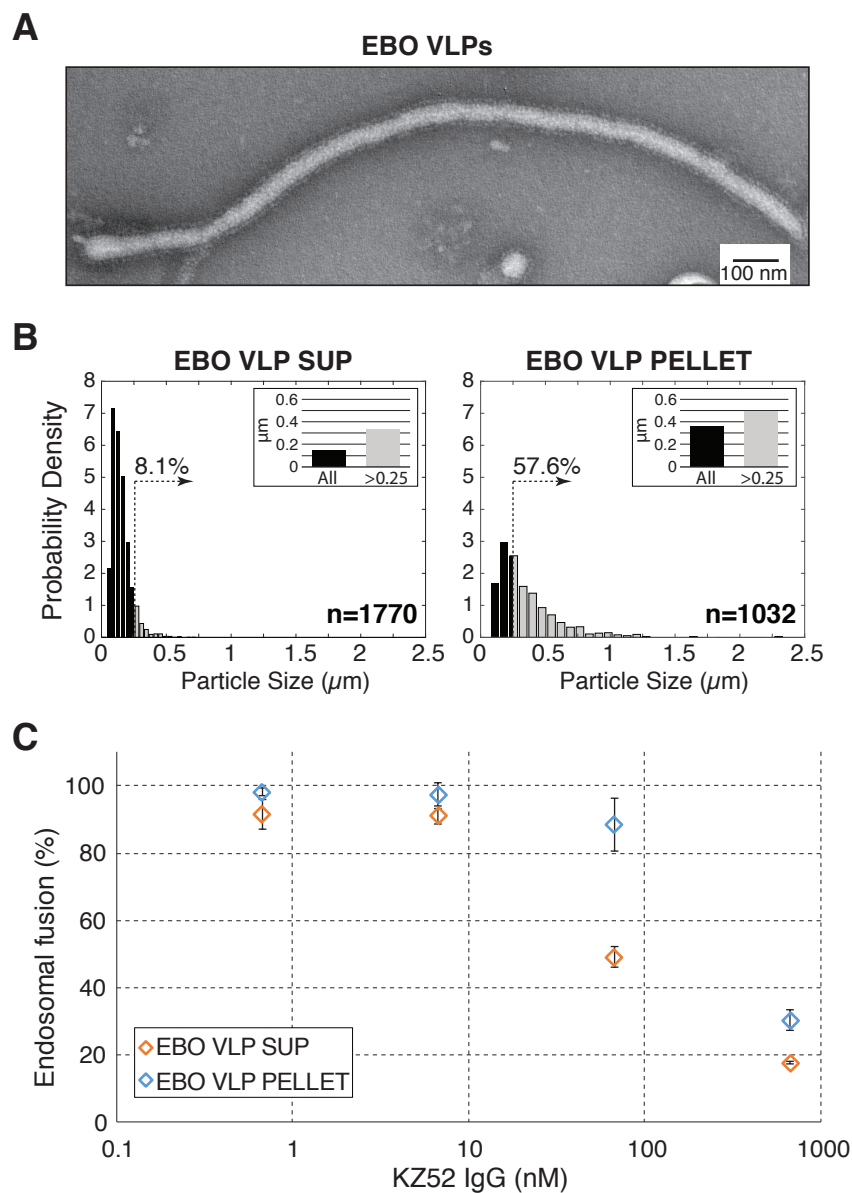 A
EBO VLPs
100 nm
B
EBO VLP SUP
EBO VLP PELLET
Probability Density
8
7
6
5
4
3
2
1
0
8.1%
n=1770
0
0.5
1
1.5
2
2.5
Particle Size (µm)
µm
0.6
0.4
0.2
0
All
>0.25
8
7
6
5
4
3
2
1
0
57.6%
n=1032
0
0.5
1
1.5
2
2.5
Particle Size (µm)
µm
0.6
0.4
0.2
0
All
>0.25
C
Endosomal fusion (%)
100
80
60
40
20
0
EBO VLP SUP
EBO VLP PELLET
0.1
1
10
100
1000
KZ52 IgG (nM)